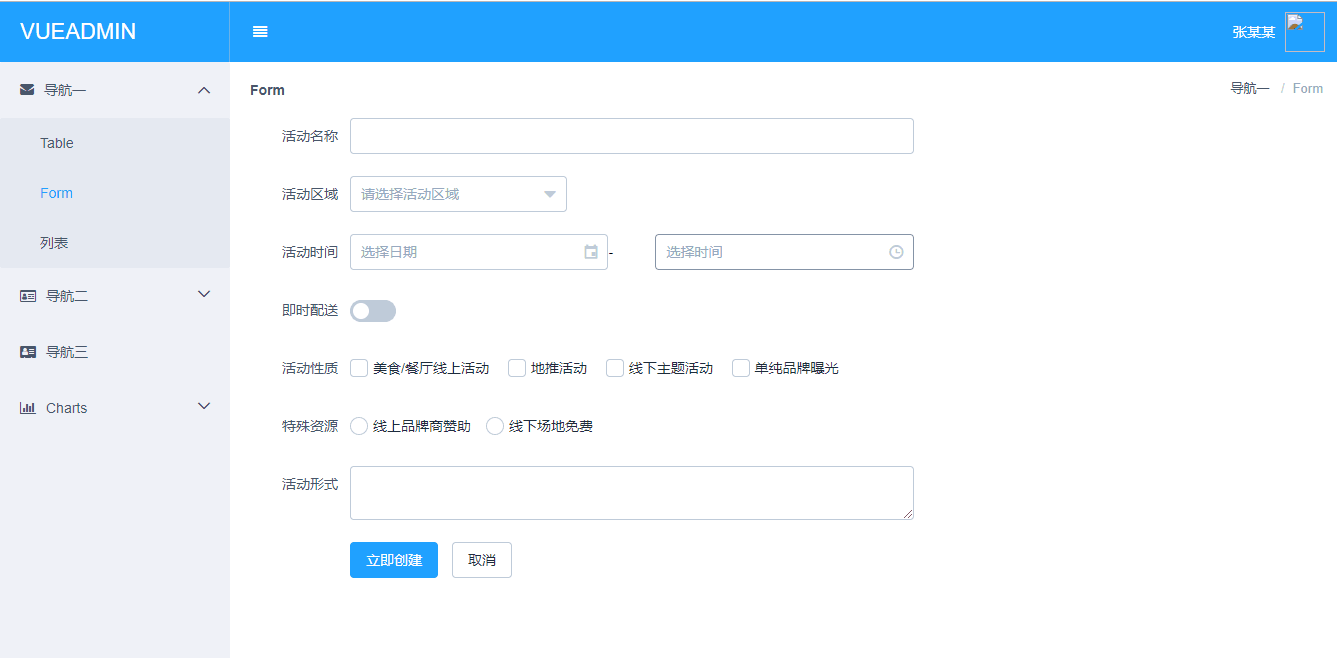 VUEADMIN
张某某
导航一
Table
Form
列表
导航二
导航三
Charts
Form
导航一 / Form
活动名称
活动区域 请选择活动区域
活动时间 选择日期 - 选择时间
即时配送
活动性质 美食/餐厅线上活动 地推活动 线下主题活动 单纯品牌曝光
特殊资源 线上品牌商赞助 线下场地免费
活动形式
立即创建 取消